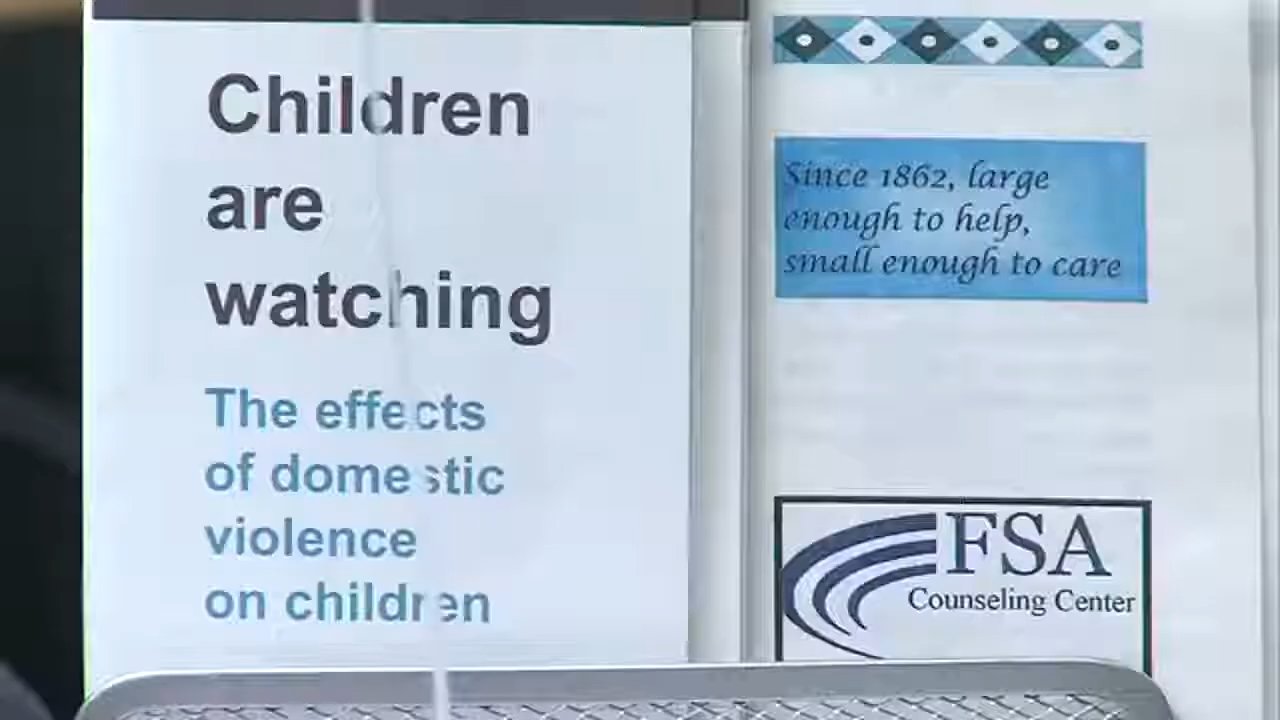 Children
are
watching
The effects
of domestic
violence
on children
Since 1862, large
enough to help,
small enough to care
FSA
Counseling Center